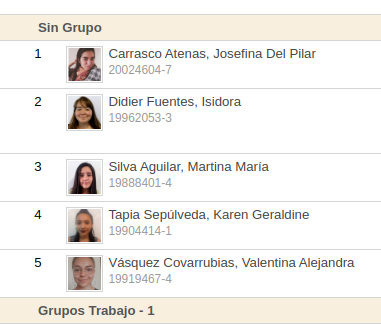 Sin Grupo
1 Carrasco Atenas, Josefina Del Pilar
20024604-7
2 Didier Fuentes, Isidora
19962053-3
3 Silva Aguilar, Martina María
19888401-4
4 Tapia Sepúlveda, Karen Geraldine
19904414-1
5 Vásquez Covarrubias, Valentina Alejandra
19919467-4
Grupos Trabajo - 1